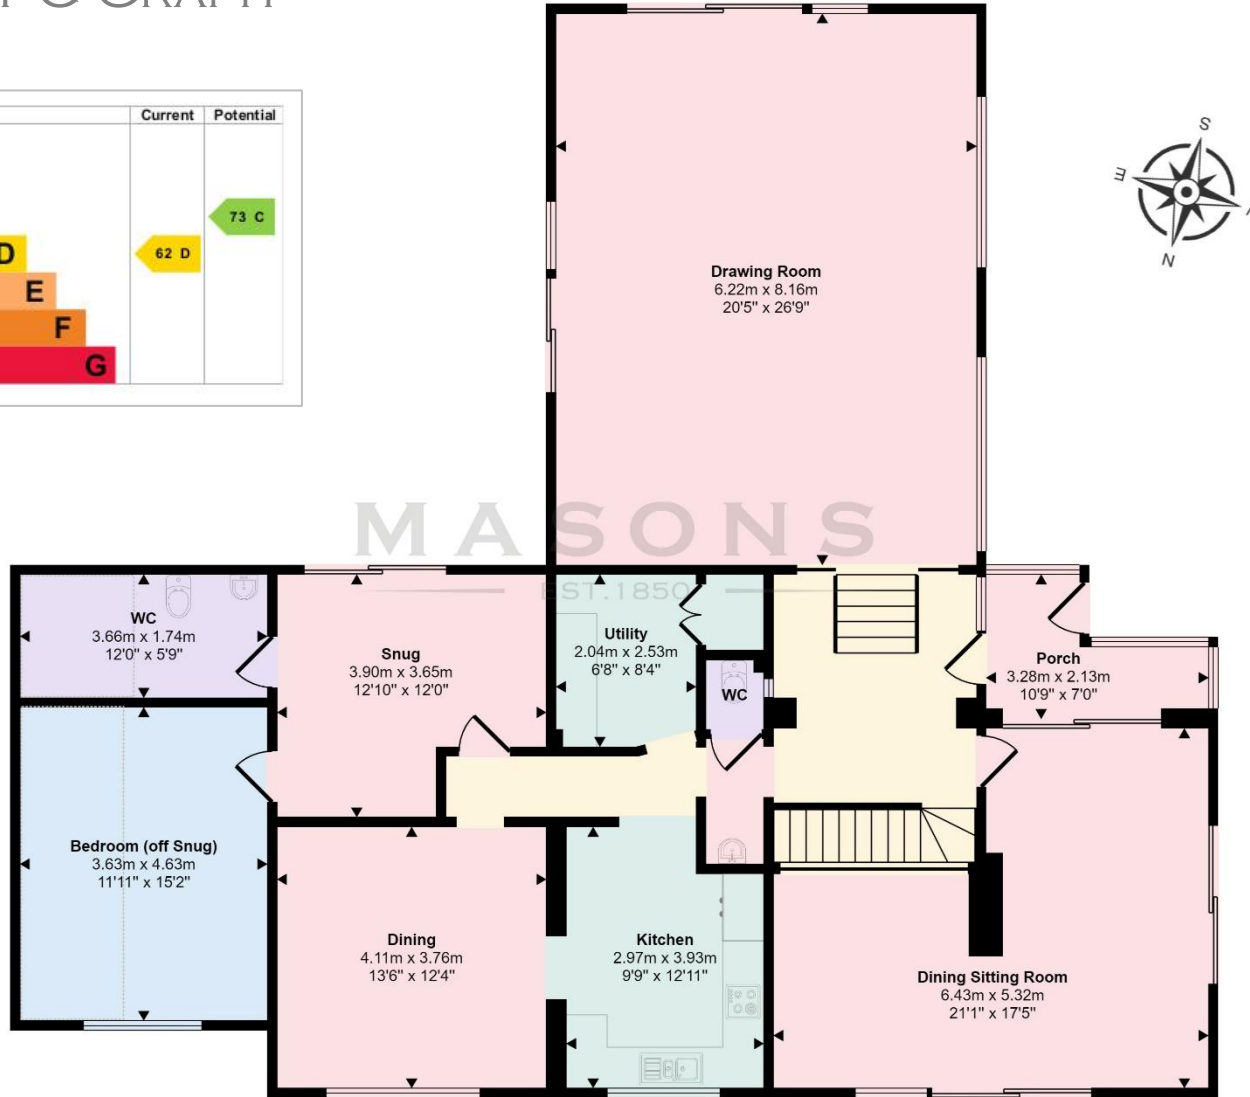 Current Potential
73 C
D
62 D
E
F
G
S
E
N
Drawing Room
6.22m x 8.16m
20'5" x 26'9"
MASONS
EST.1850
WC
3.66m x 1.74m
12'0" x 5'9"
Snug
3.90m x 3.65m
12'10" x 12'0"
Utility
2.04m x 2.53m
6'8" x 8'4"
WC
Porch
3.28m x 2.13m
10'9" x 7'0"
Bedroom (off Snug)
3.63m x 4.63m
11'11" x 15'2"
Dining
4.11m x 3.76m
13'6" x 12'4"
Kitchen
2.97m x 3.93m
9'9" x 12'11"
Dining Sitting Room
6.43m x 5.32m
21'1" x 17'5"